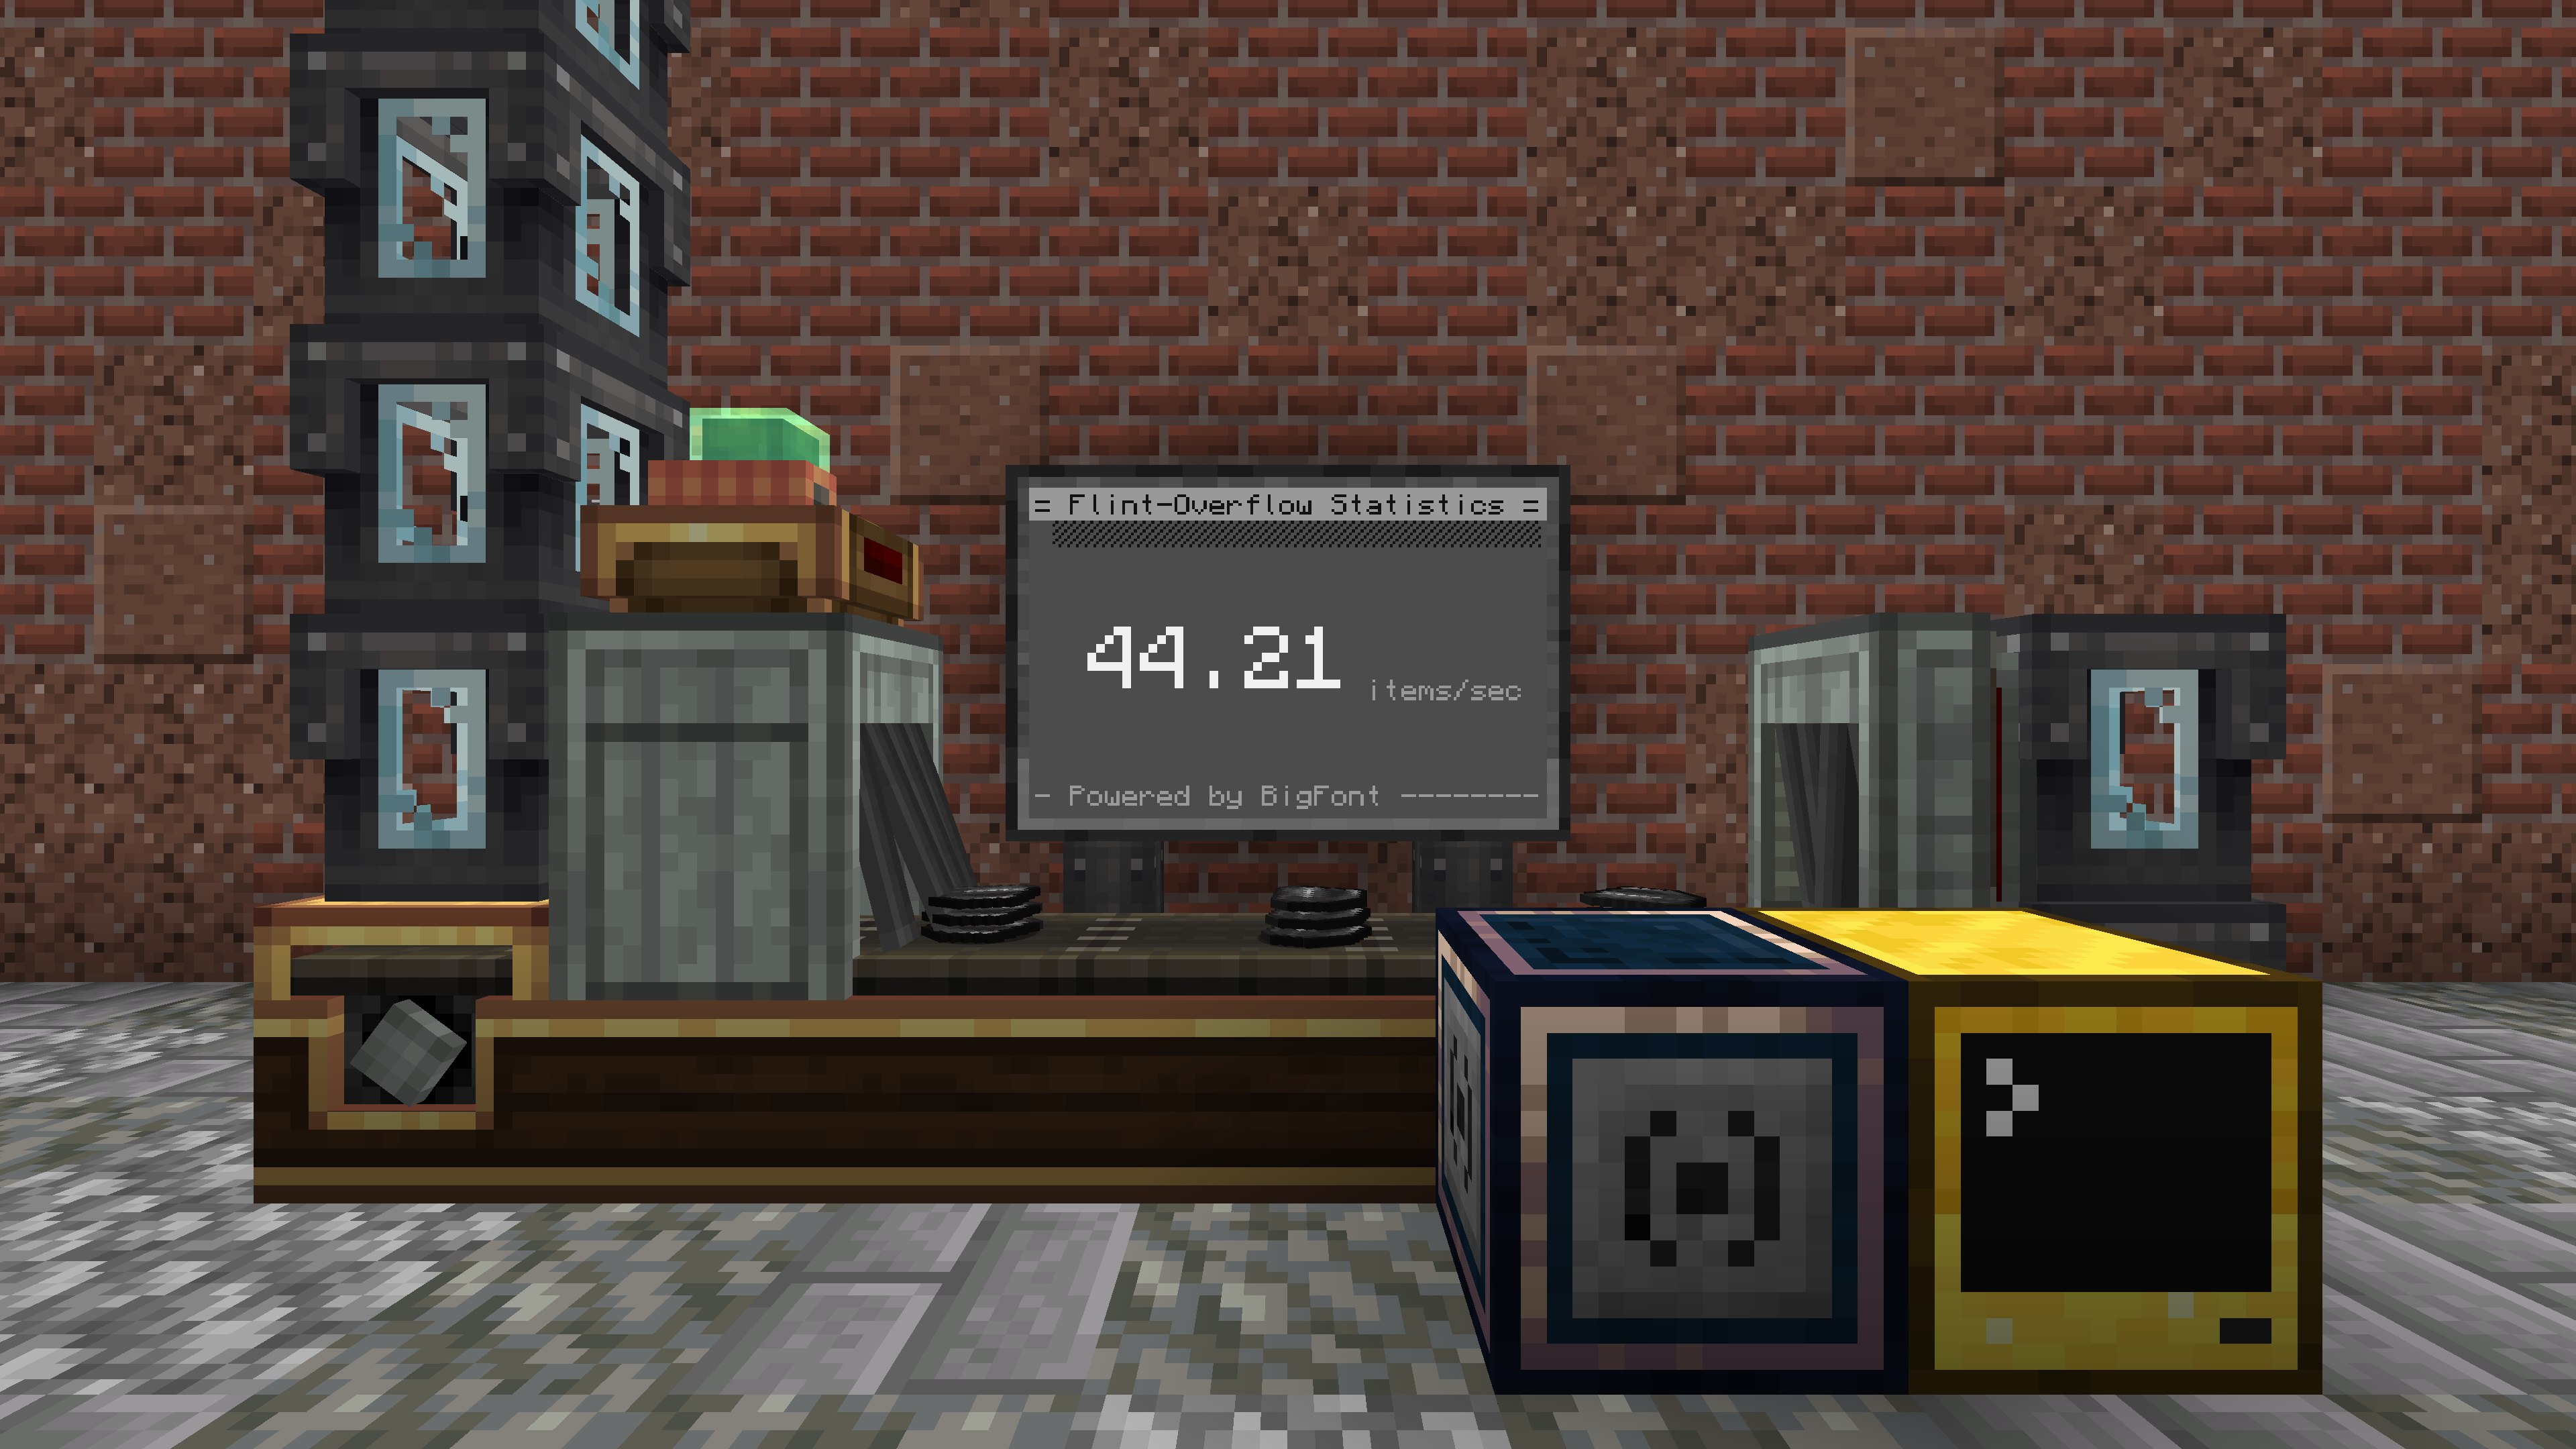 = Flint-Overflow Statistics =
44.21 items/sec
- Powered by BigFont --------
>